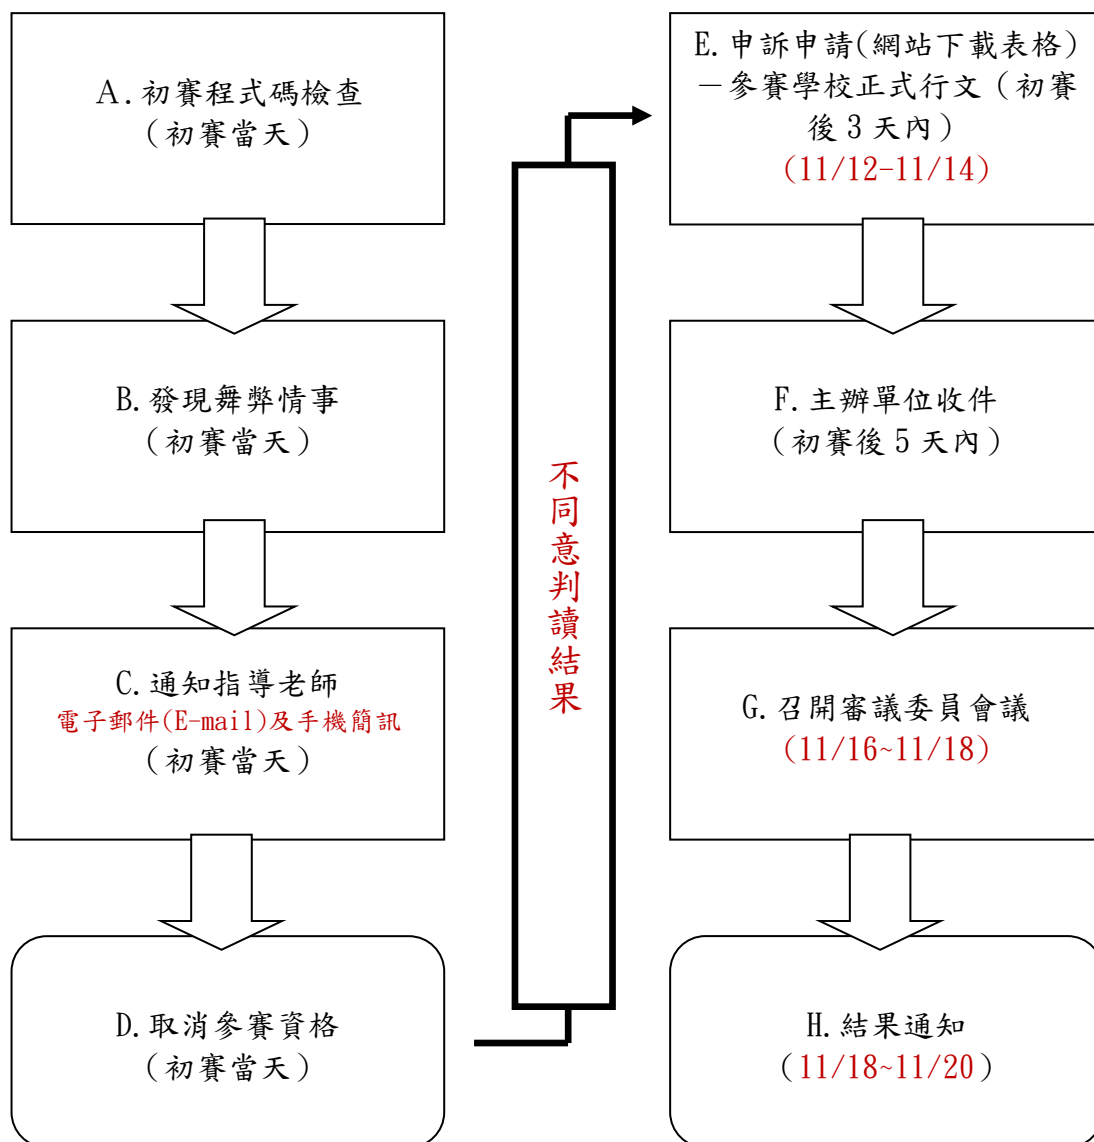 A.初賽程式碼檢查
(初賽當天)
B.發現舞弊情事
(初賽當天)
C.通知指導老師
電子郵件(E-mail)及手機簡訊
(初賽當天)
D.取消參賽資格
(初賽當天)
不同意判讀結果
E.申訴申請(網站下載表格)
－參賽學校正式行文（初賽
後 3 天內）
(11/12-11/14)
F.主辦單位收件
（初賽後 5 天內）
G.召開審議委員會議
(11/16~11/18)
H.結果通知
（11/18~11/20）